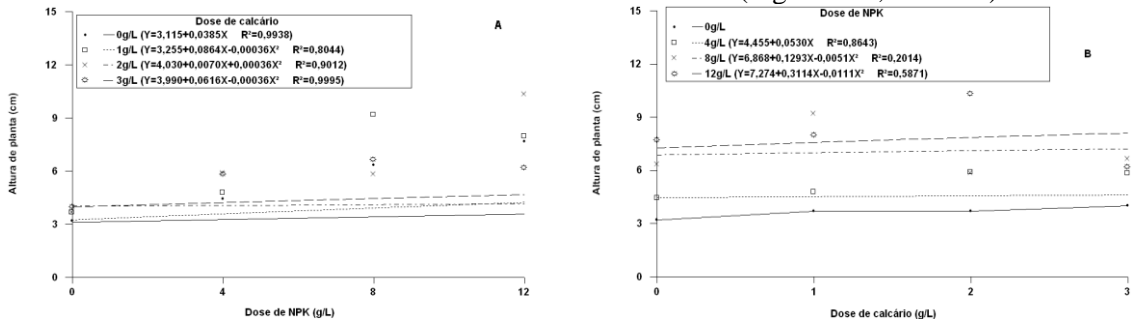 Dose de calcário
0g/L (Y=3,115+0,0385X R²=0,9938)
1g/L (Y=3,255+0,0864X-0,00036X² R²=0,8044)
2g/L (Y=4,030+0,0070X+0,00036X² R²=0,9012)
3g/L (Y=3,990+0,0616X-0,00036X² R²=0,9995)
A
Altura de planta (cm)
15
12
9
6
3
0
0 4 8 12
Dose de NPK (g/L)
Dose de NPK
0g/L
4g/L (Y=4,455+0,0530X R²=0,8643)
8g/L (Y=6,868+0,1293X-0,0051X² R²=0,2014)
12g/L (Y=7,274+0,3114X-0,0111X² R²=0,5871)
B
Altura de planta (cm)
15
12
9
6
3
0
0 1 2 3
Dose de calcário (g/L)